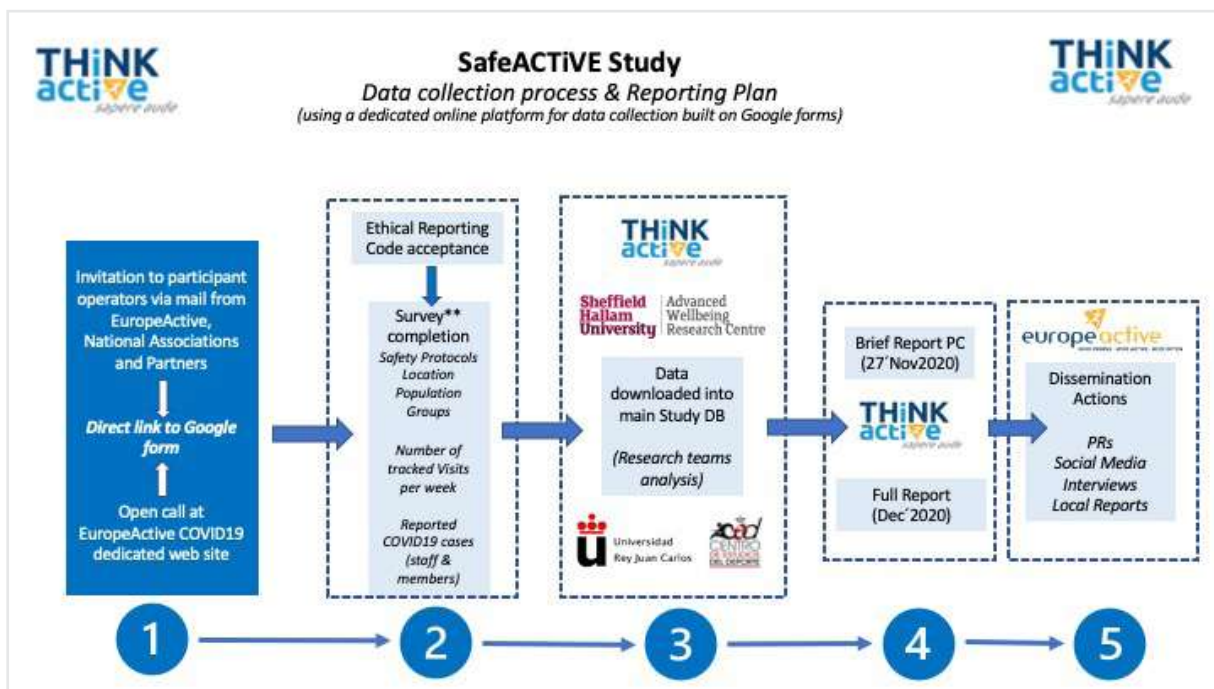 THiNK
active
sapere aude
SafeACTiVE Study
Data collection process & Reporting Plan
(using a dedicated online platform for data collection built on Google forms)
THiNK
active
sapere aude
Invitation to participant
operators via mail from
EuropeActive,
National Associations
and Partners
Direct link to Google
form
Open call at
EuropeActive COVID19
dedicated web site
Ethical Reporting
Code acceptance
Survey**
completion
Safety Protocols
Location
Population
Groups
Number of
tracked Visits
per week
Reported
COVID19 cases
(staff &
members)
THiNK
active
sapere aude
Sheffield
Hallam
University
Advanced
Wellbeing
Research Centre
Data
downloaded into
main Study DB
(Research teams
analysis)
Universidad
Rey Juan Carlos
CENTRO
DE ESTUDIOS
DEL DEPORTE
Brief Report PC
(27´Nov2020)
THiNK
active
sapere aude
Full Report
(Dec´2020)
europeactive
Dissemination
Actions
PRs
Social Media
Interviews
Local Reports
1
2
3
4
5